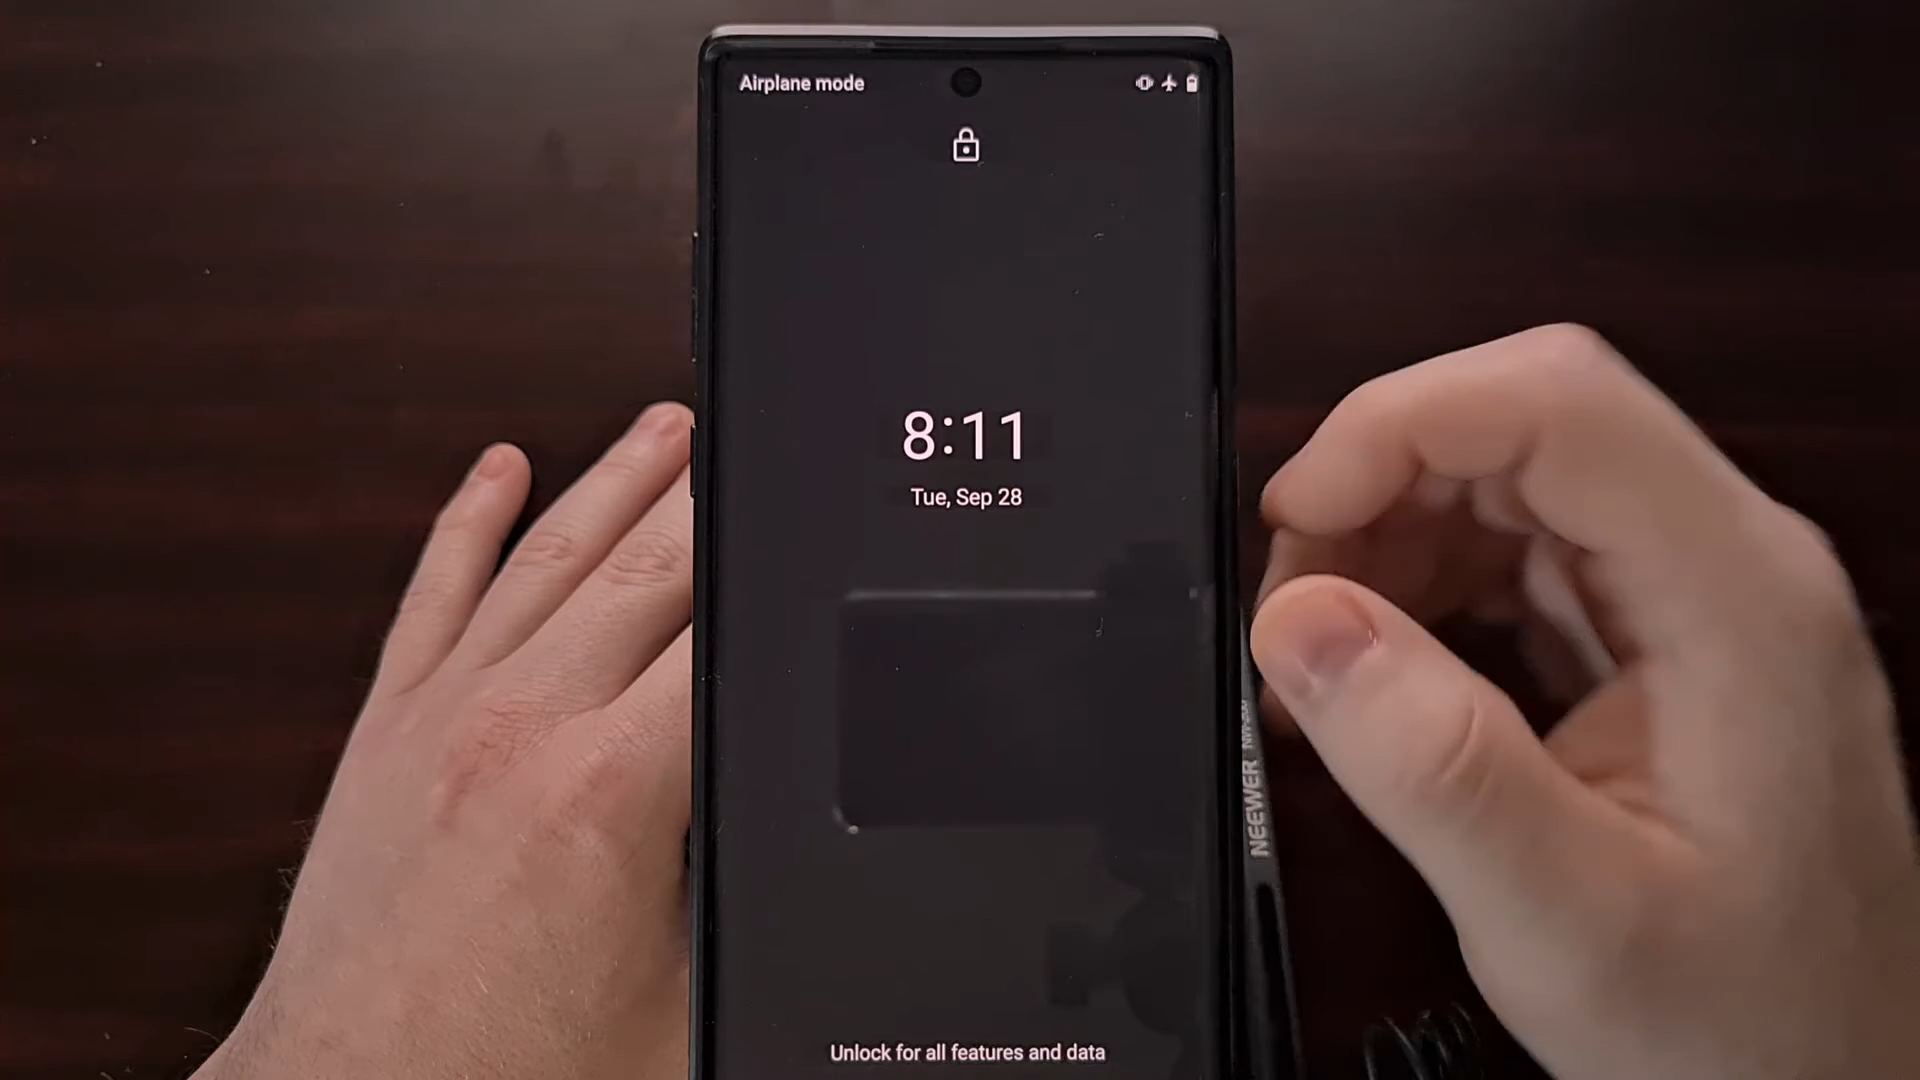 Airplane mode
8:11
Tue, Sep 28
NEEWER
Unlock for all features and data